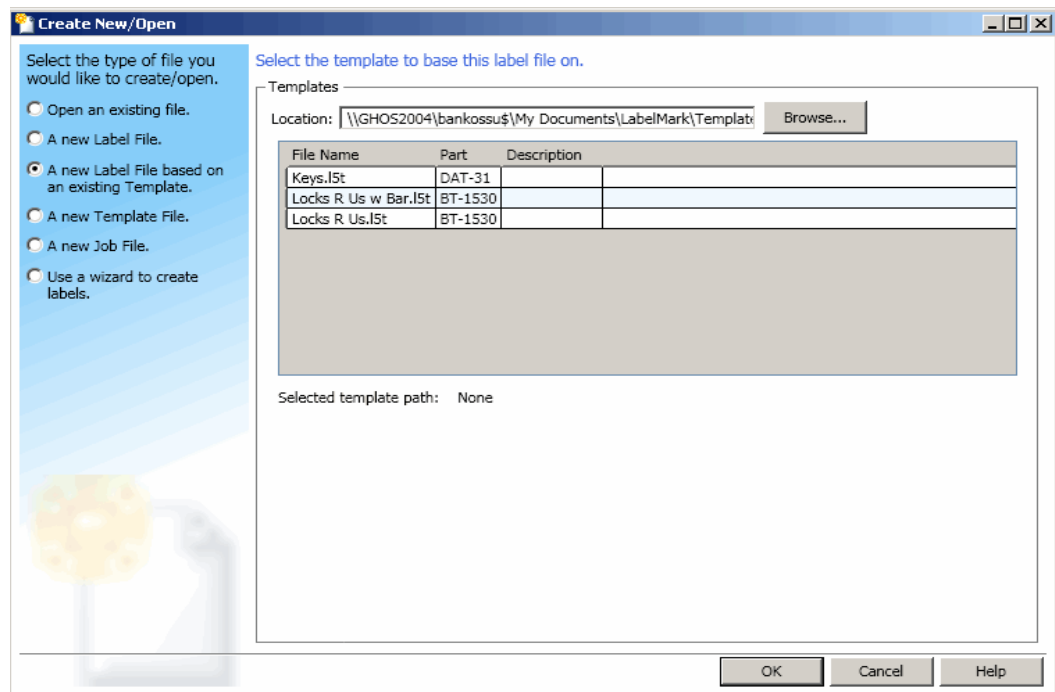 Create New/Open
Select the type of file you
would like to create/open.
Open an existing file.
A new Label File.
A new Label File based on
an existing Template.
A new Template File.
A new Job File.
Use a wizard to create
labels.
Select the template to base this label file on.
Templates
Location: \\GHOS2004\bankossu$\My Documents\LabelMark\Template
Browse...
File Name Part Description
Keys.l5t DAT-31
Locks R Us w Bar.l5t BT-1530
Locks R Us.l5t BT-1530
Selected template path: None
OK Cancel Help